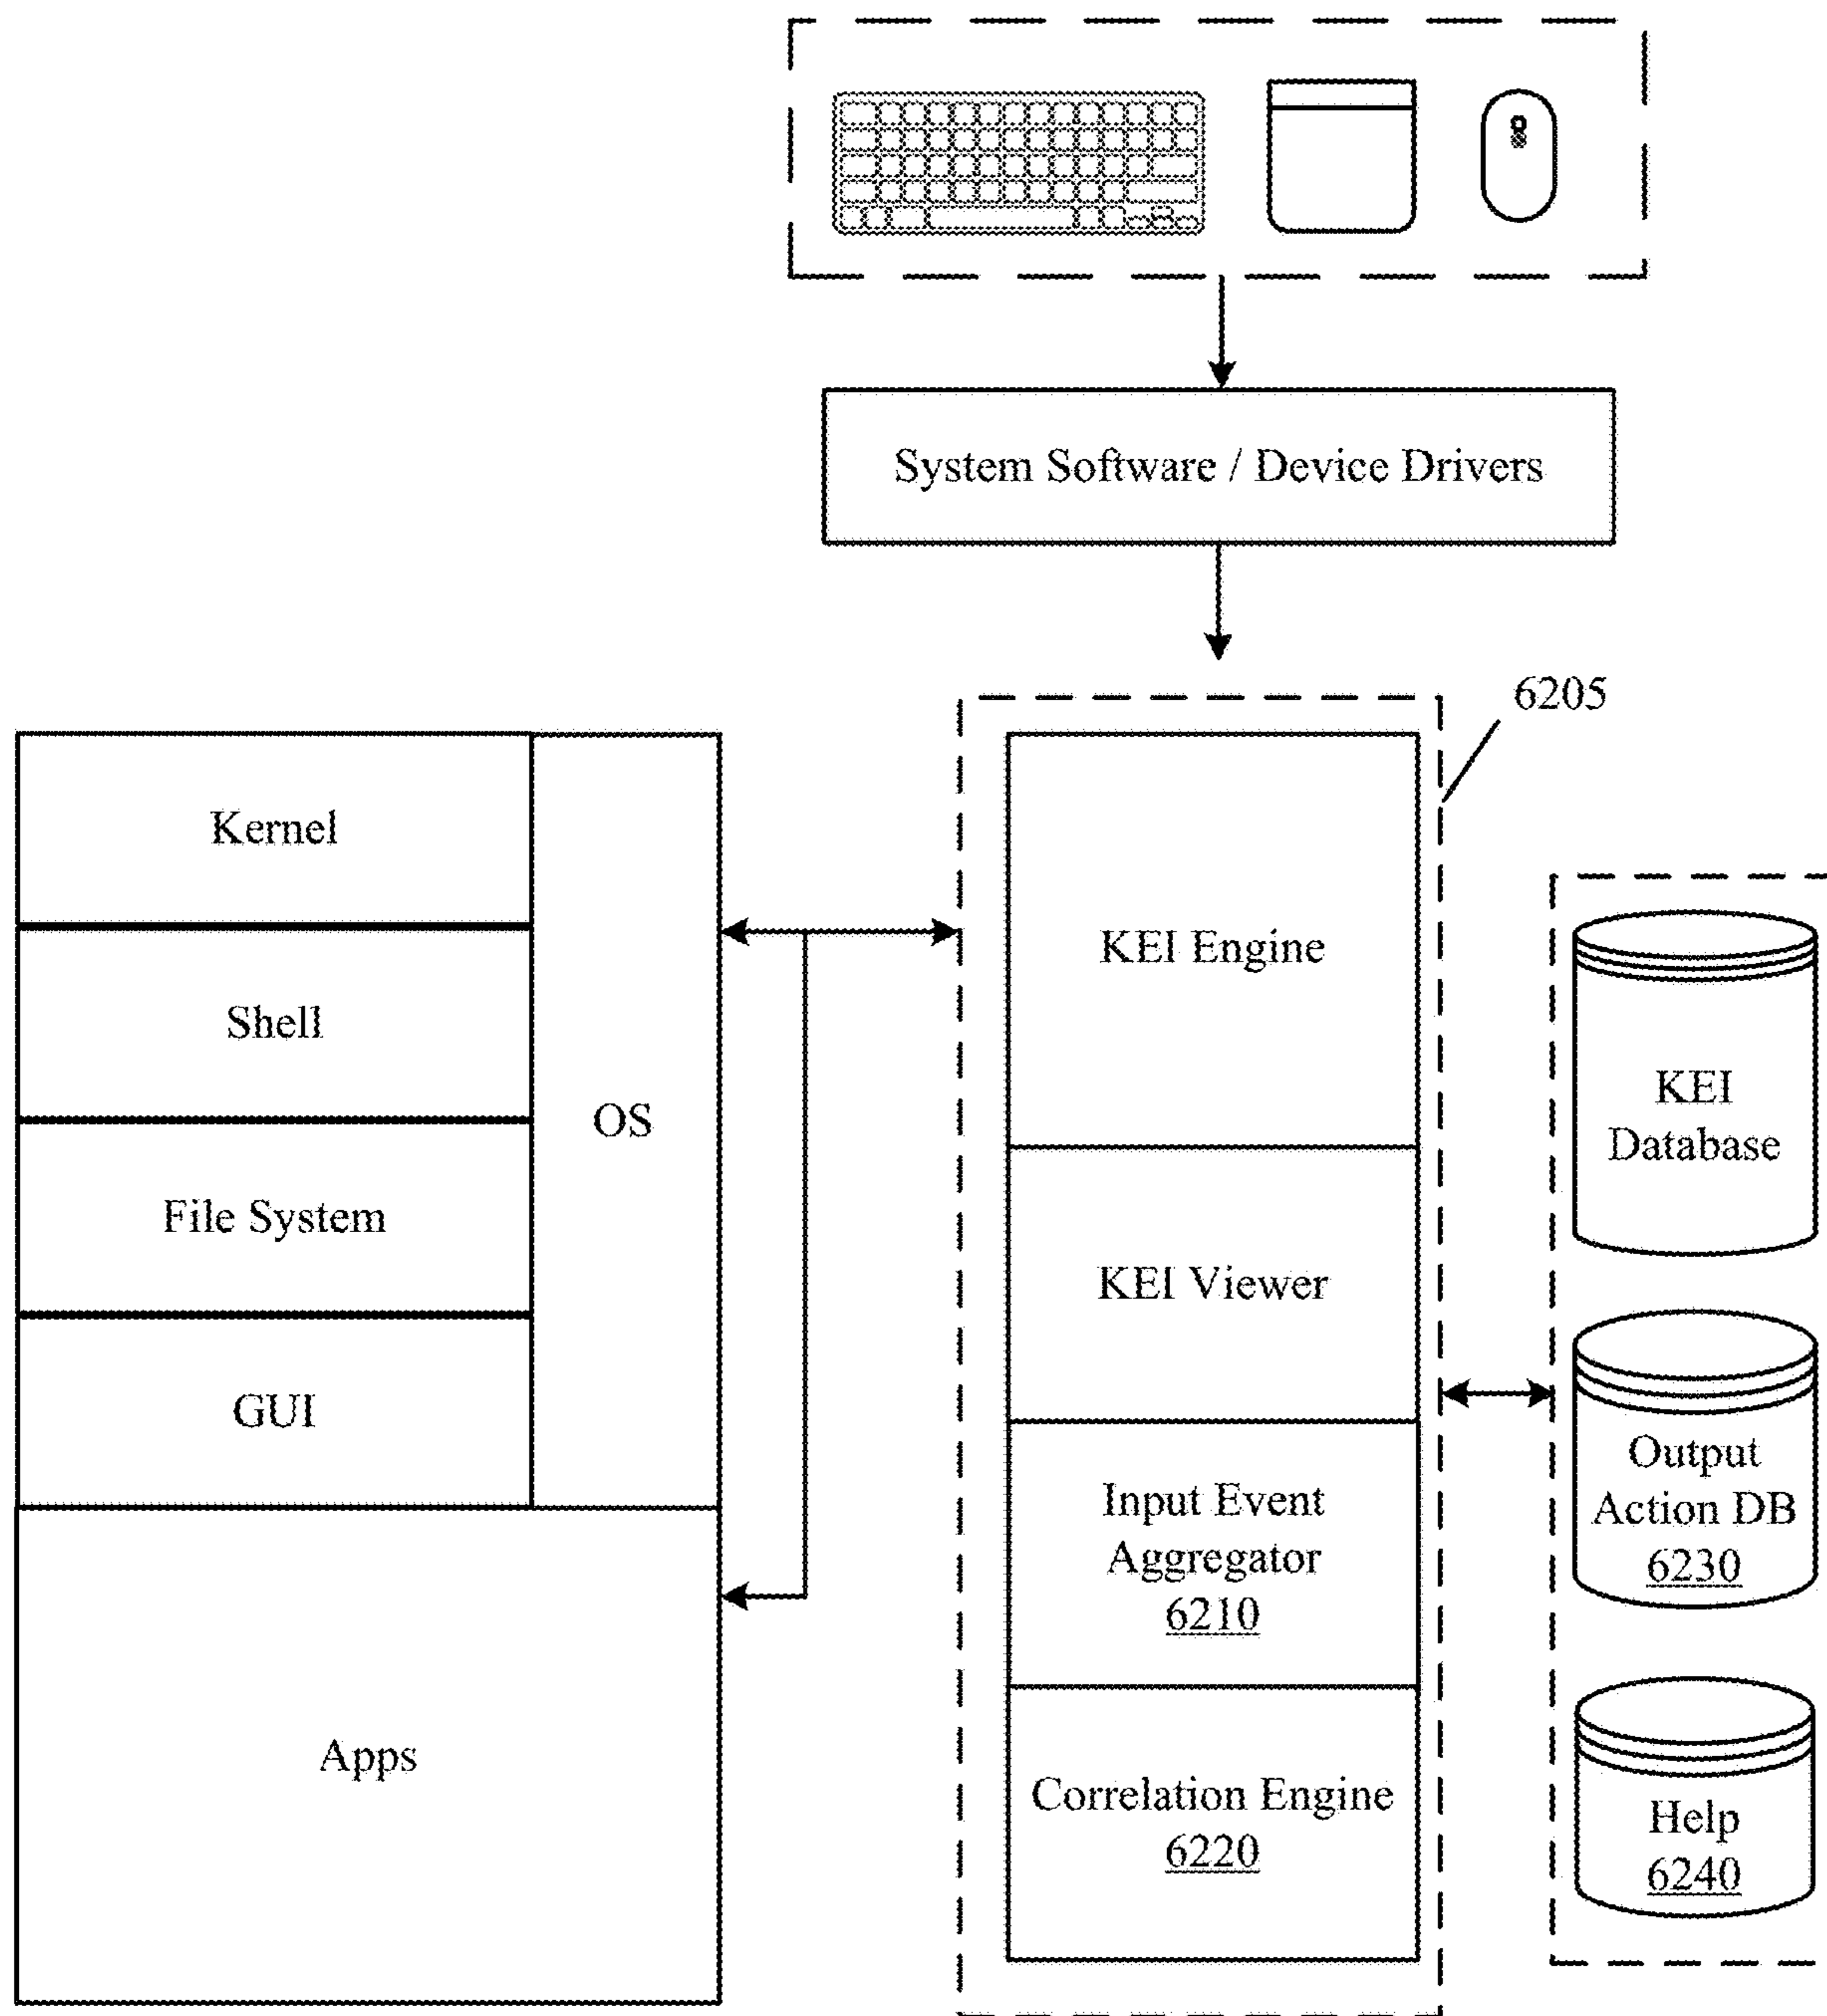 System Software / Device Drivers
6205
Kernel
Shell
File System
GUI
OS
Apps
KEI Engine
KEI Viewer
Input Event
Aggregator
6210
Correlation Engine
6220
KEI
Database
Output
Action DB
6230
Help
6240